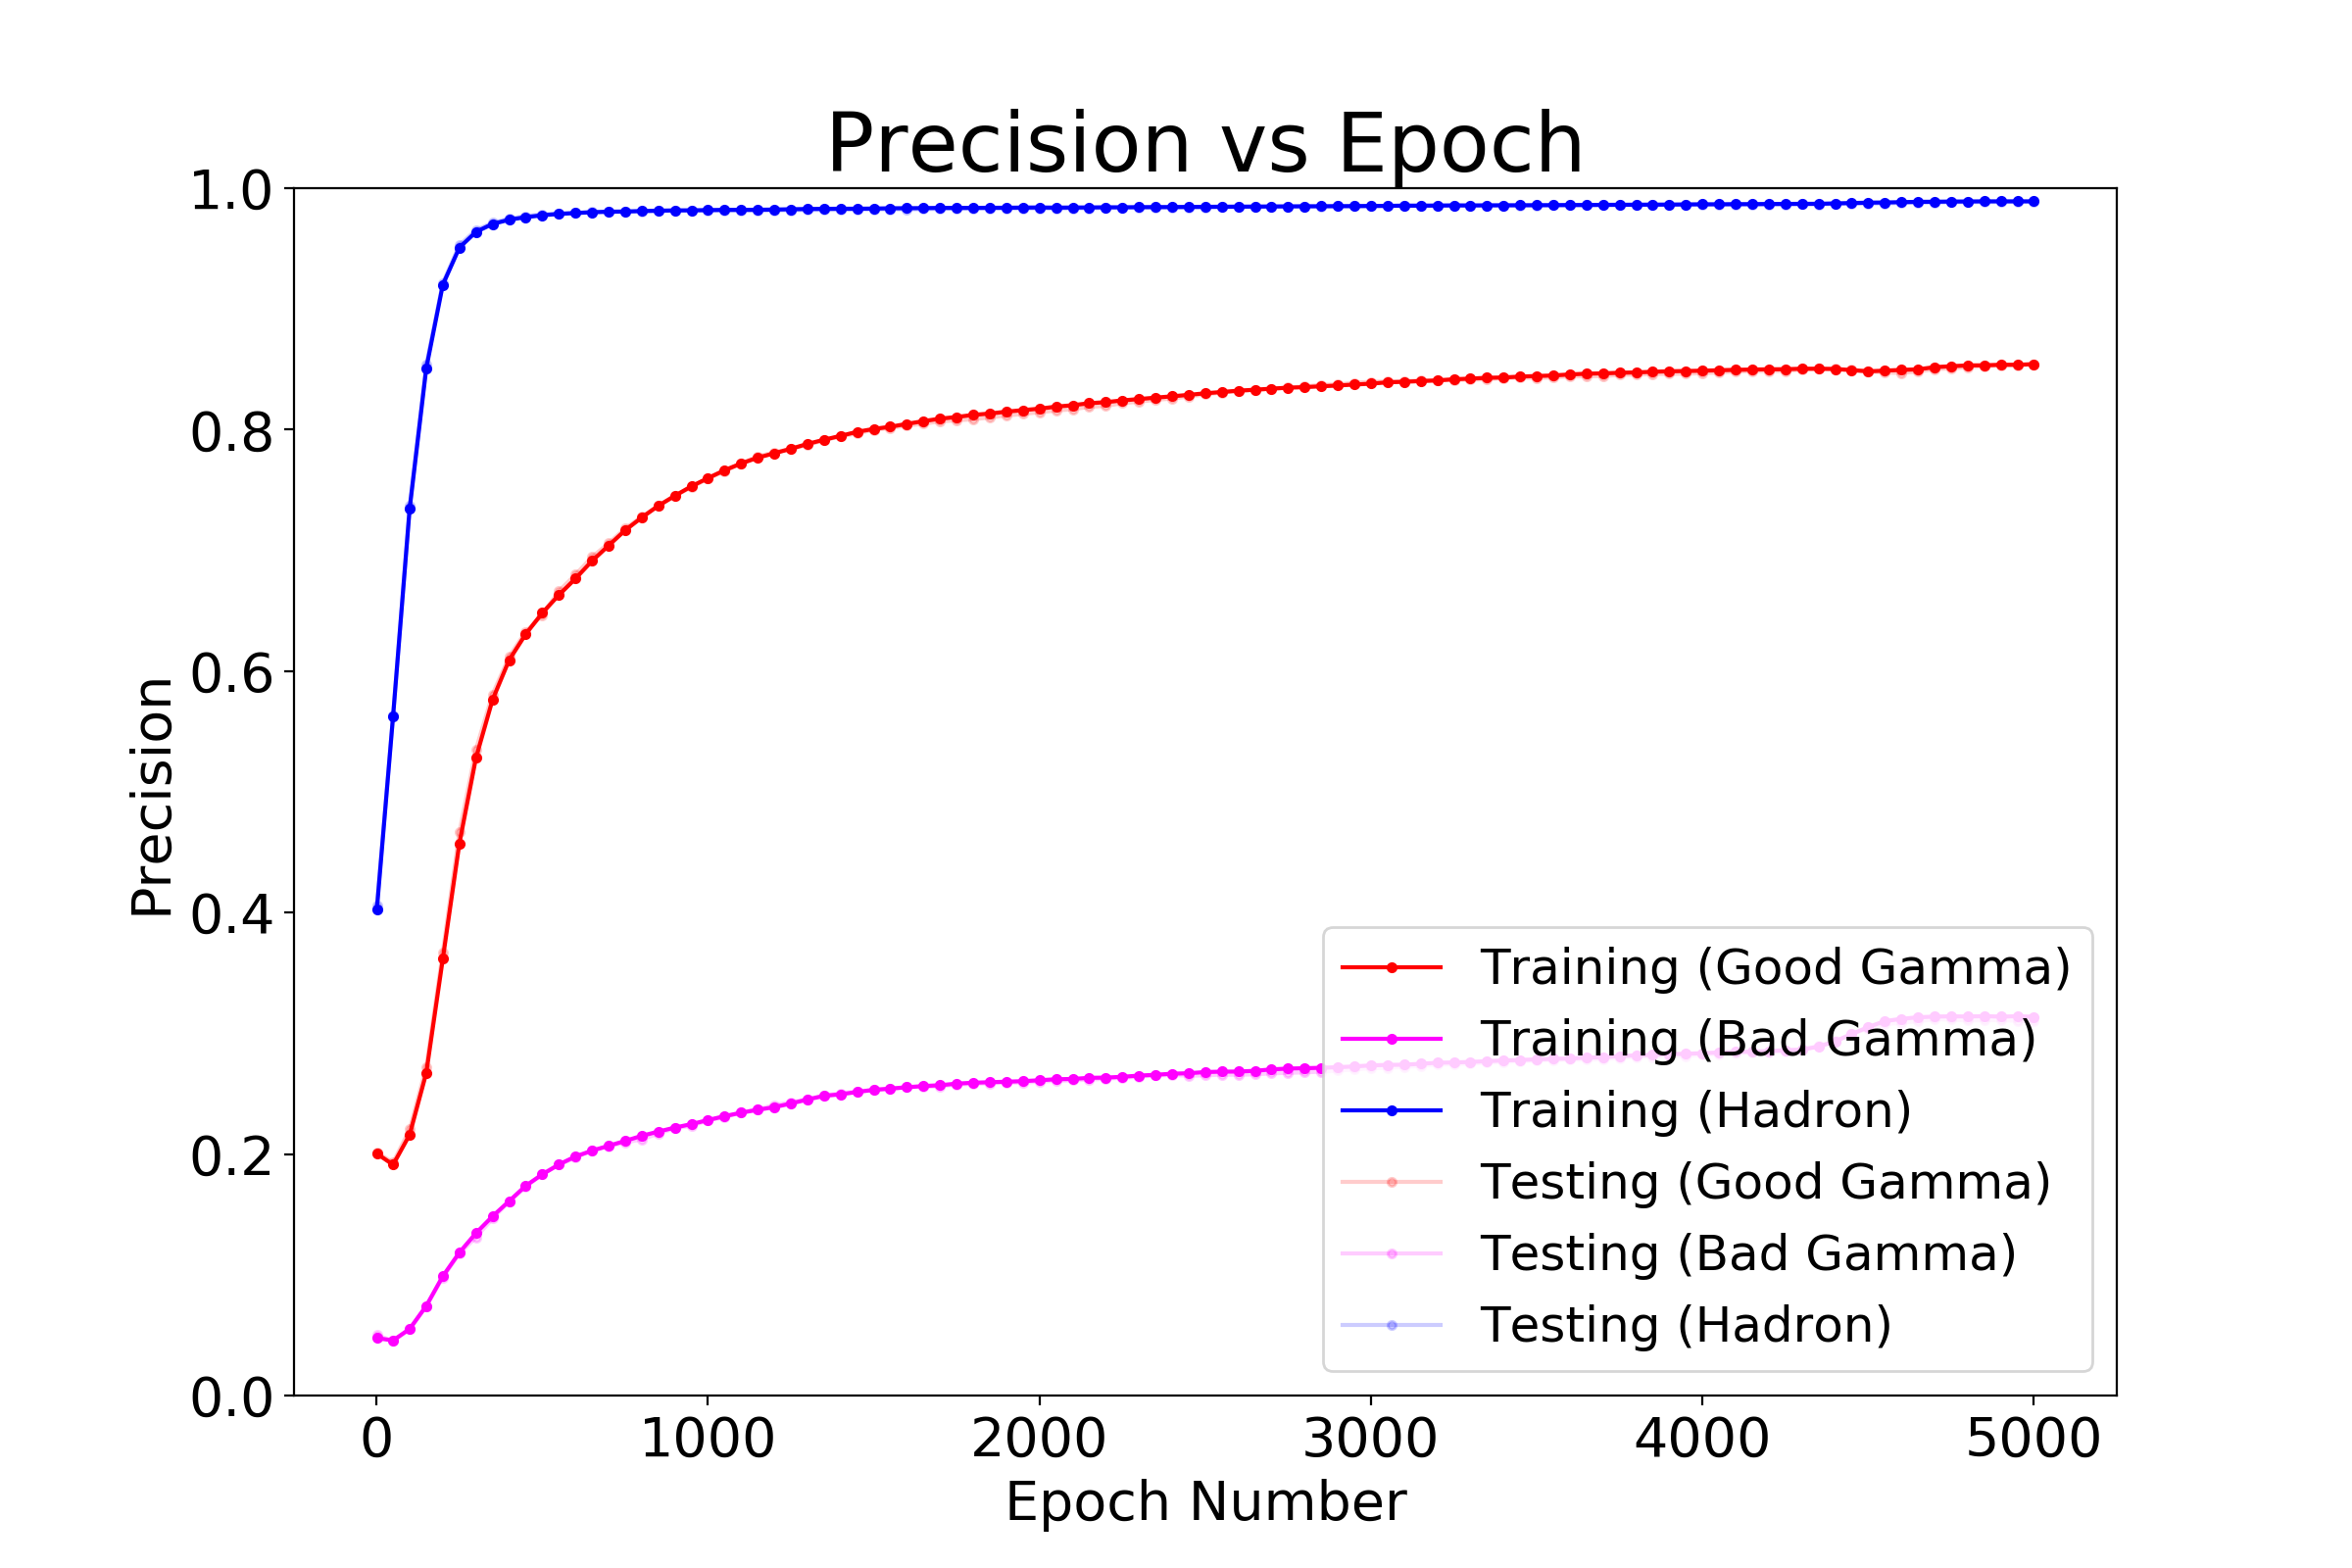 Precision vs Epoch
1.0
0.8
0.6
0.4
0.2
0.0
Precision
Training (Good Gamma)
Training (Bad Gamma)
Training (Hadron)
Testing (Good Gamma)
Testing (Bad Gamma)
Testing (Hadron)
0 1000 2000 3000 4000 5000
Epoch Number